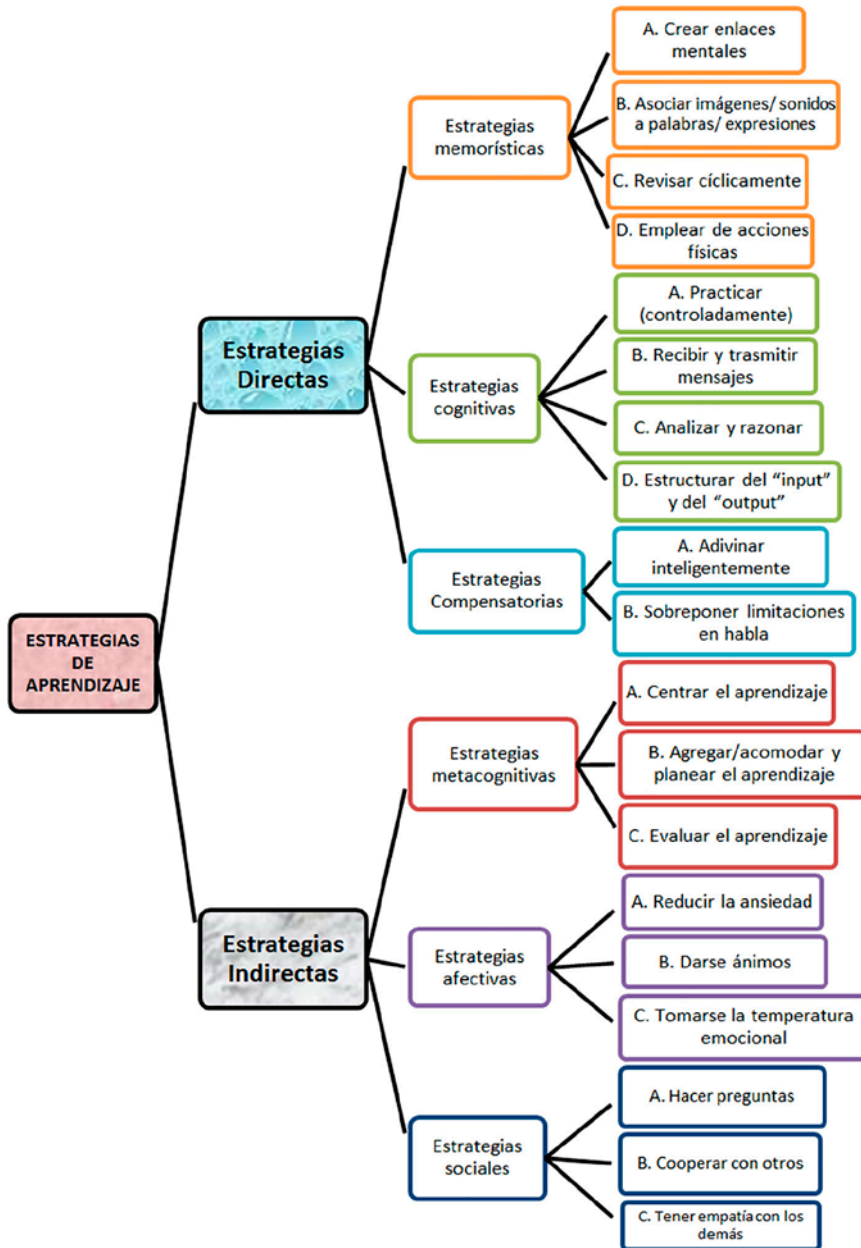 ESTRATEGIAS
DE
APRENDIZAJE
Estrategias
Directas
Estrategias
memorísticas
A. Crear enlaces
mentales
B. Asociar imágenes/ sonidos
a palabras/ expresiones
C. Revisar cíclicamente
D. Emplear de acciones
físicas
Estrategias
cognitivas
A. Practicar
(controladamente)
B. Recibir y trasmitir
mensajes
C. Analizar y razonar
D. Estructurar del “input”
y del “output”
Estrategias
Compensatorias
A. Adivinar
inteligentemente
B. Sobreponer limitaciones
en habla
Estrategias
Indirectas
Estrategias
metacognitivas
A. Centrar el aprendizaje
B. Agregar/acomodar y
planear el aprendizaje
C. Evaluar el aprendizaje
Estrategias
afectivas
A. Reducir la ansiedad
B. Darse ánimos
C. Tomarse la temperatura
emocional
Estrategias
sociales
A. Hacer preguntas
B. Cooperar con otros
C. Tener empatía con los
demás